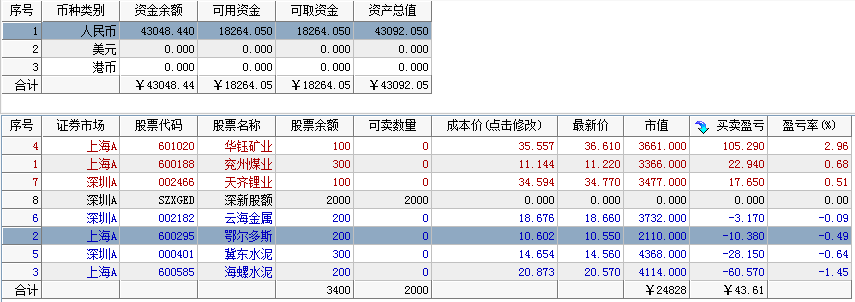 序号 币种类别 资金余额 可用资金 可取资金 资产总值
1 人民币 43048.440 18264.050 18264.050 43092.050
2 美元 0.000 0.000 0.000 0.000
3 港币 0.000 0.000 0.000 0.000
合计 ￥43048.44 ￥18264.05 ￥18264.05 ￥43092.05
序号 证券市场 股票代码 股票名称 股票余额 可卖数量 成本价(点击修改) 最新价 市值 买卖盈亏 盈亏率(%)
4 上海A 601020 华钰矿业 100 0 35.557 36.610 3661.000 105.290 2.96
1 上海A 600188 兖州煤业 300 0 11.144 11.220 3366.000 22.940 0.68
7 深圳A 002466 天齐锂业 100 0 34.594 34.770 3477.000 17.650 0.51
8 深圳A SZXGED 深新股额 2000 2000 0.000 0.000 0.000 0.000 0.00
6 深圳A 002182 云海金属 200 0 18.676 18.660 3732.000 -3.170 -0.09
2 上海A 600295 鄂尔多斯 200 0 10.602 10.550 2110.000 -10.380 -0.49
5 深圳A 000401 冀东水泥 300 0 14.654 14.560 4368.000 -28.150 -0.64
3 上海A 600585 海螺水泥 200 0 20.873 20.570 4114.000 -60.570 -1.45
合计 3400 2000 ￥24828 ￥43.61